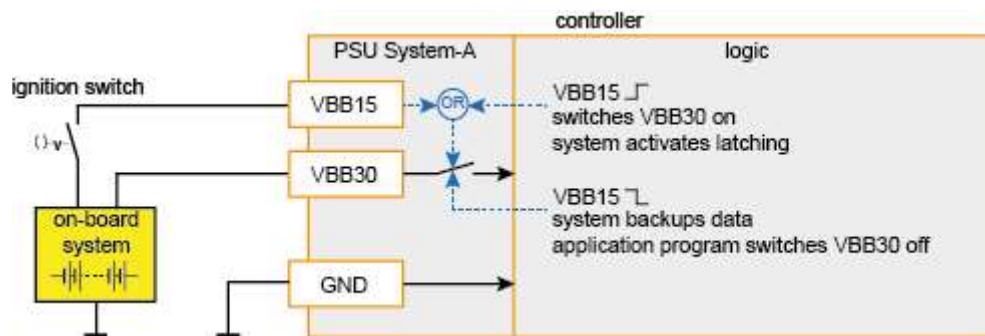 controller
PSU System-A
logic
ignition switch
VBB15
OR
VBB15
switches VBB30 on
system activates latching
VBB30
VBB15
system backups data
application program switches VBB30 off
on-board
system
GND